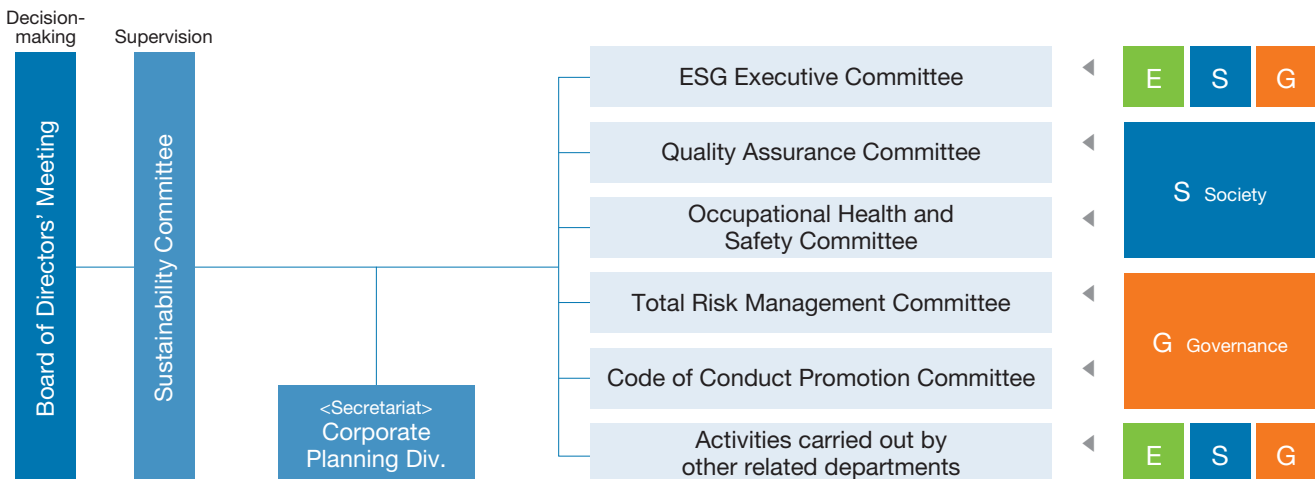 Decision-
making
Supervision
Board of Directors' Meeting
Sustainability Committee
<Secretariat>
Corporate
Planning Div.
ESG Executive Committee
E S G
Quality Assurance Committee
S Society
Occupational Health and
Safety Committee
Total Risk Management Committee
G Governance
Code of Conduct Promotion Committee
Activities carried out by
other related departments
E S G